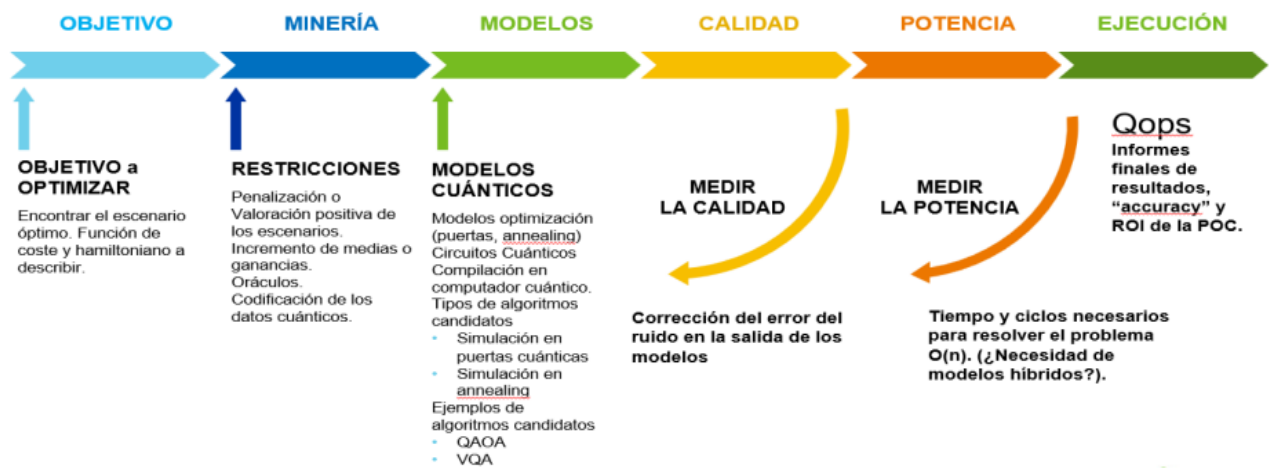 OBJETIVO
MINERÍA
MODELOS
CALIDAD
POTENCIA
EJECUCIÓN
OBJETIVO a
OPTIMIZAR
Encontrar el escenario
óptimo. Función de
coste y hamiltoniano a
describir.
RESTRICCIONES
Penalización o
Valoración positiva de
los escenarios.
Incremento de medias o
ganancias.
Oráculos.
Codificación de los
datos cuánticos.
MODELOS
CUÁNTICOS
Modelos optimización
(puertas, annealing)
Circuitos Cuánticos
Compilación en
computador cuántico.
Tipos de algoritmos
candidatos
• Simulación en
puertas cuánticas
• Simulación en
annealing
Ejemplos de
algoritmos candidatos
• QAOA
• VQA
MEDIR
LA CALIDAD
Corrección del error del
ruido en la salida de los
modelos
MEDIR
LA POTENCIA
Tiempo y ciclos necesarios
para resolver el problema
O(n). (¿Necesidad de
modelos híbridos?).
Qops
Informes
finales de
resultados,
“accuracy” y
ROI de la POC.